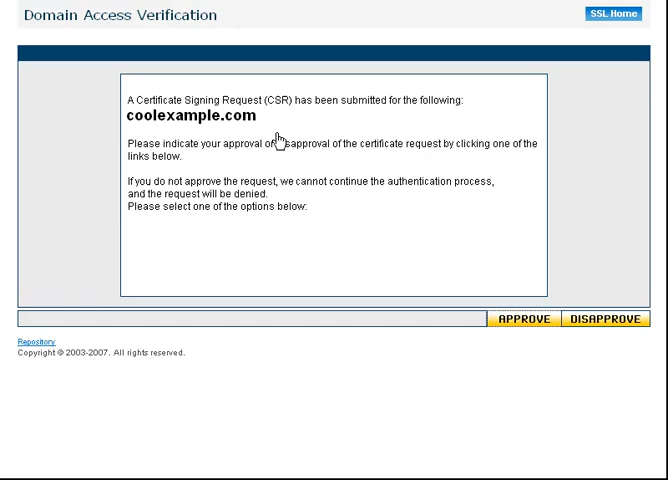 Domain Access Verification
SSL Home
A Certificate Signing Request (CSR) has been submitted for the following:
coolexample.com
Please indicate your approval of the certificate request by clicking one of the
links below.
If you do not approve the request, we cannot continue the authentication process,
and the request will be denied.
Please select one of the options below:
APPROVE
DISAPPROVE
Repository
Copyright © 2003-2007. All rights reserved.